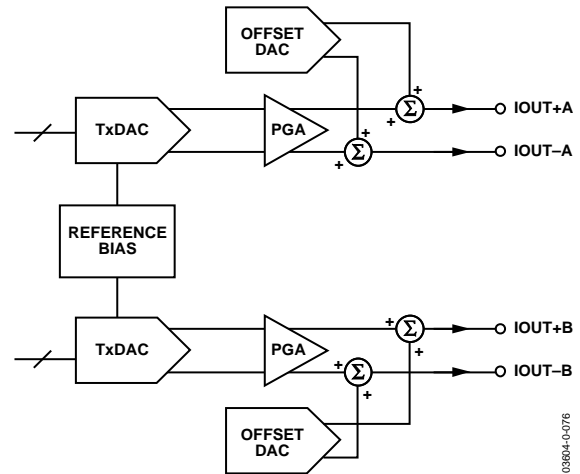 OFFSET
DAC
+
+
+
+
Σ
IOUT+A
TxDAC
PGA
Σ
IOUT–A
REFERENCE
BIAS
TxDAC
PGA
+
+
+
+
Σ
IOUT+B
Σ
IOUT–B
OFFSET
DAC
03604-0-076